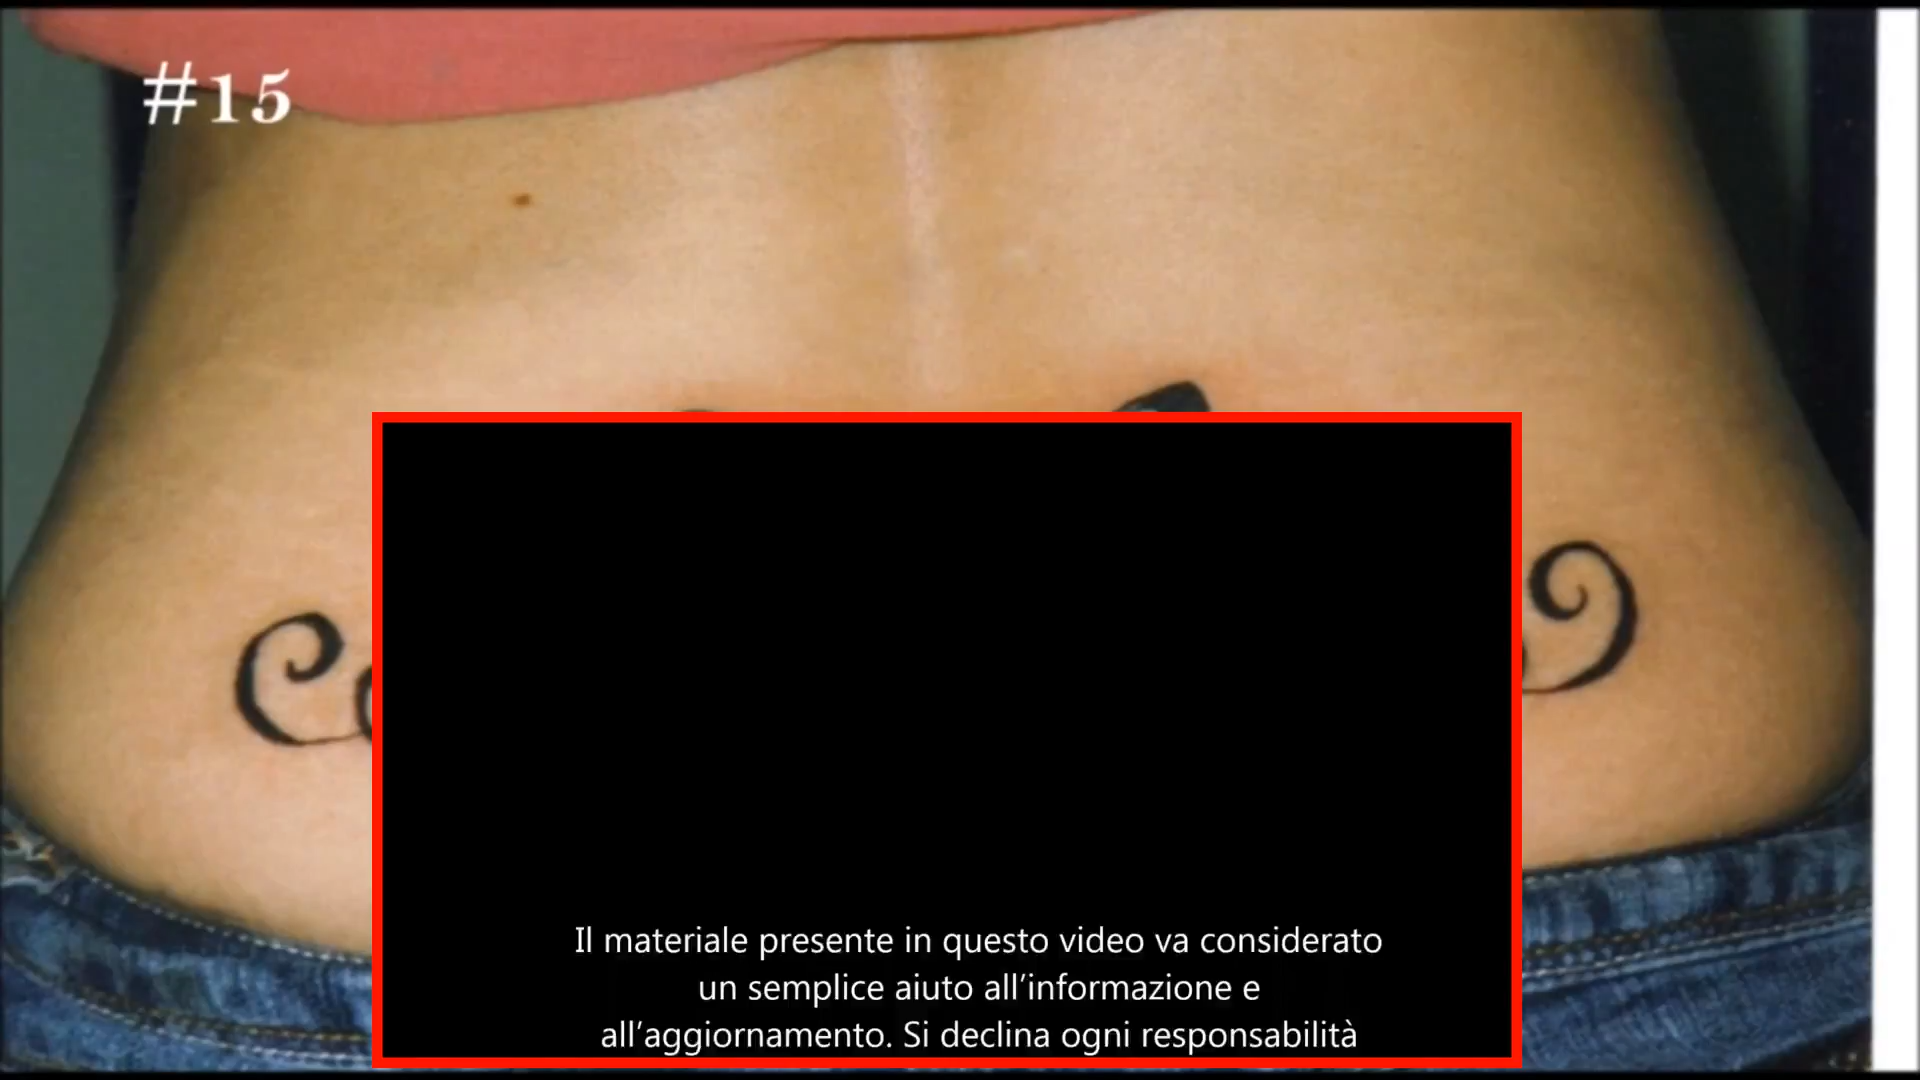 #15
Il materiale presente in questo video va considerato
un semplice aiuto all’informazione e
all’aggiornamento. Si declina ogni responsabilità